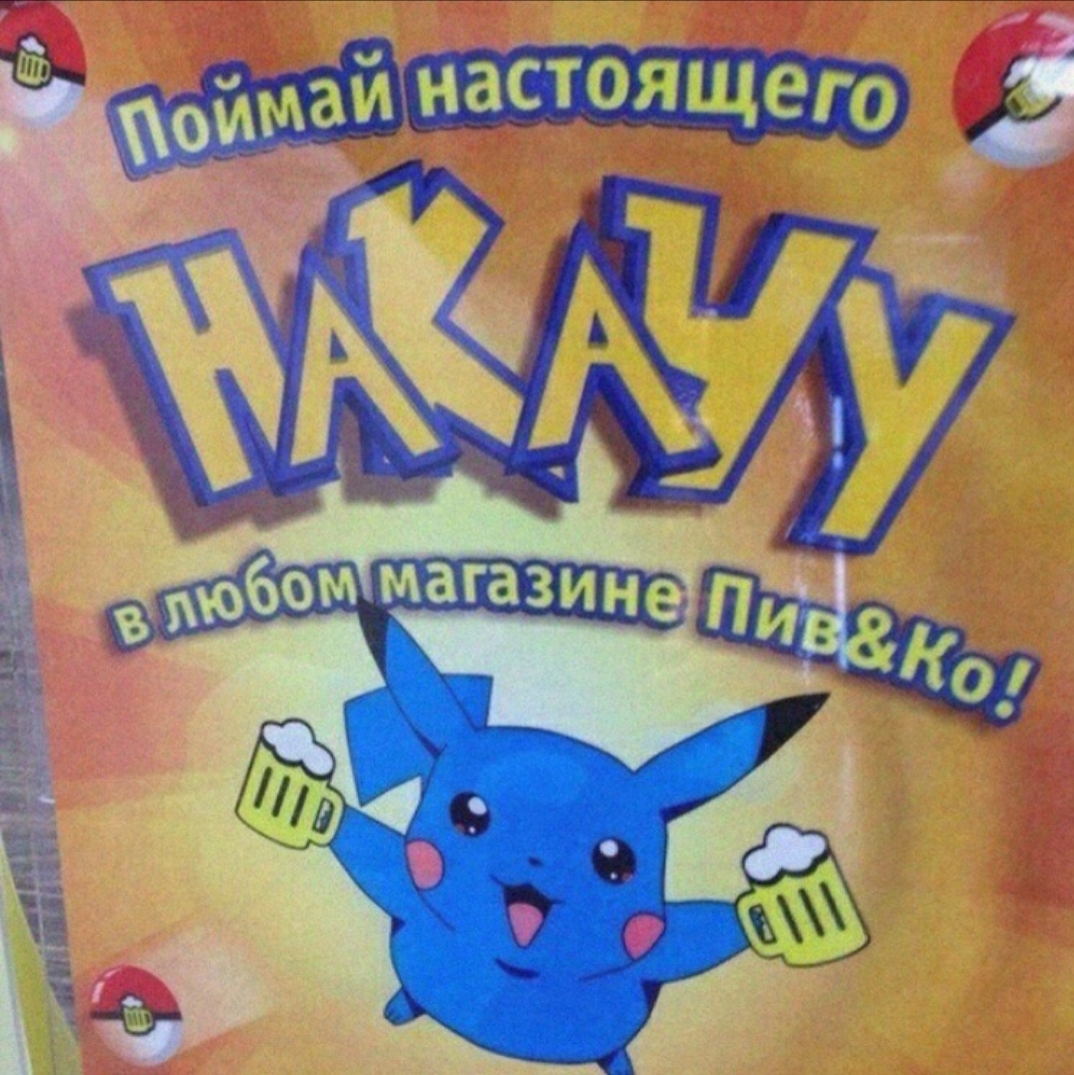 Поймай настоящего
НАКАЧУ
в любом магазине Пив&Ко!